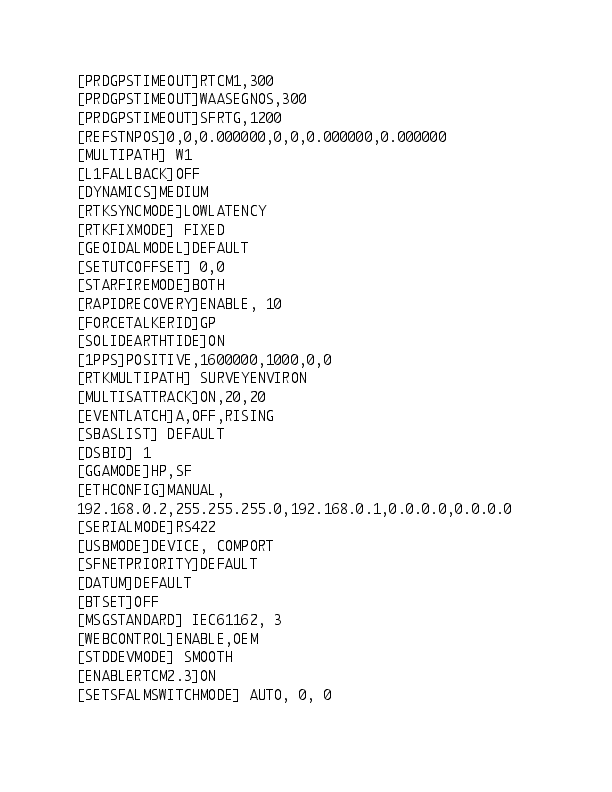 [PRDGPSTIMEOUT]RTCM1,300
[PRDGPSTIMEOUT]WAASEGNOS,300
[PRDGPSTIMEOUT]SFRTG,1200
[REFSTNPOS]0,0,0.000000,0,0,0.000000,0.000000
[MULTIPATH] W1
[L1FALLBACK]OFF
[DYNAMICS]MEDIUM
[RTKSYNCMODE]LOWLATENCY
[RTKFIXMODE] FIXED
[GEOIDALMODEL]DEFAULT
[SETUTCOFFSET] 0,0
[STARFIREMODE]BOTH
[RAPIDRECOVERY]ENABLE, 10
[FORCETALKERID]GP
[SOLIDEARTHTIDE]ON
[1PPS]POSITIVE,1600000,1000,0,0
[RTKMULTIPATH] SURVEYENVIRON
[MULTISATTRACK]ON,20,20
[EVENTLATCH]A,OFF,RISING
[SBASLIST] DEFAULT
[DSBID] 1
[GGAMODE]HP,SF
[ETHCONFIG]MANUAL,
192.168.0.2,255.255.255.0,192.168.0.1,0.0.0.0,0.0.0.0
[SERIALMODE]RS422
[USBMODE]DEVICE, COMPORT
[SFNETPRIORITY]DEFAULT
[DATUM]DEFAULT
[BTSET]OFF
[MSGSTANDARD] IEC61162, 3
[WEBCONTROL]ENABLE,OEM
[STDDEVMODE] SMOOTH
[ENABLERTCM2.3]ON
[SETSFALMSWITCHMODE] AUTO, 0, 0